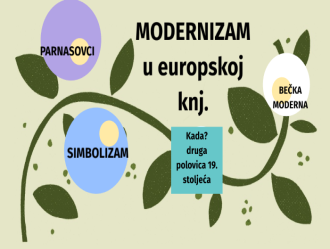 MODERNIZAM
u europskoj
knj.
PARNASOVCI
BEČKA
MODERNA
SIMBOLIZAM
Kada?
druga
polovica 19.
stoljeća